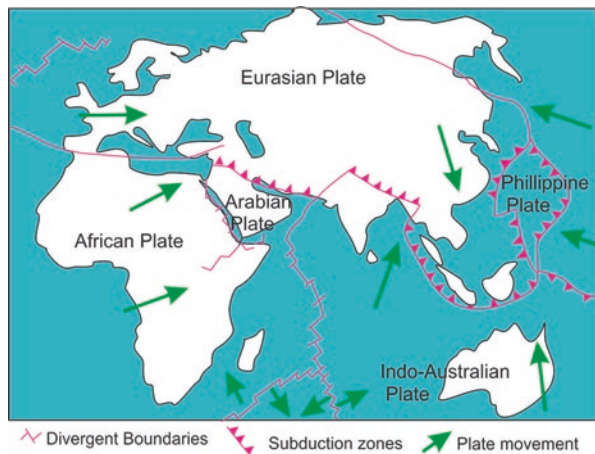 Eurasian Plate
Phillippine
Plate
Arabian
Plate
African Plate
Indo-Australian
Plate
Divergent Boundaries
Subduction zones
Plate movement